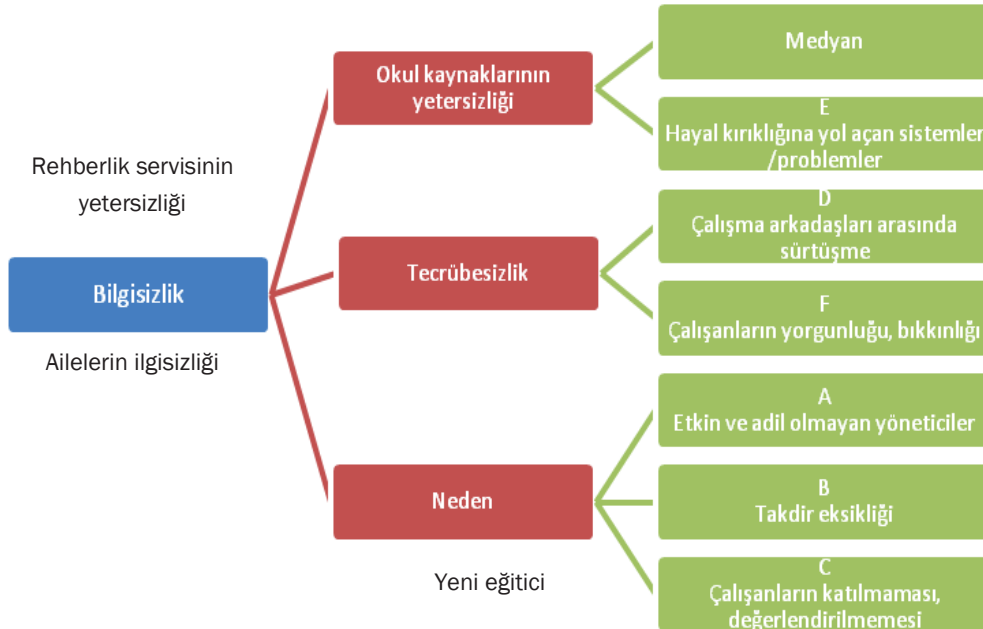 Rehberlik servisinin
yetersizliği
Bilgisizlik
Ailelerin ilgisizliği
Okul kaynaklarının
yetersizliği
Tecrübesizlik
Neden
Yeni eğitici
Medyan
E
Hayal kırıklığına yol açan sistemler
/problemler
D
Çalışma arkadaşları arasında
sürtüşme
F
Çalışanların yorgunluğu, bıkkınlığı
A
Etkin ve adil olmayan yöneticiler
B
Takdir eksikliği
C
Çalışanların katılmaması,
değerlendirilmemesi